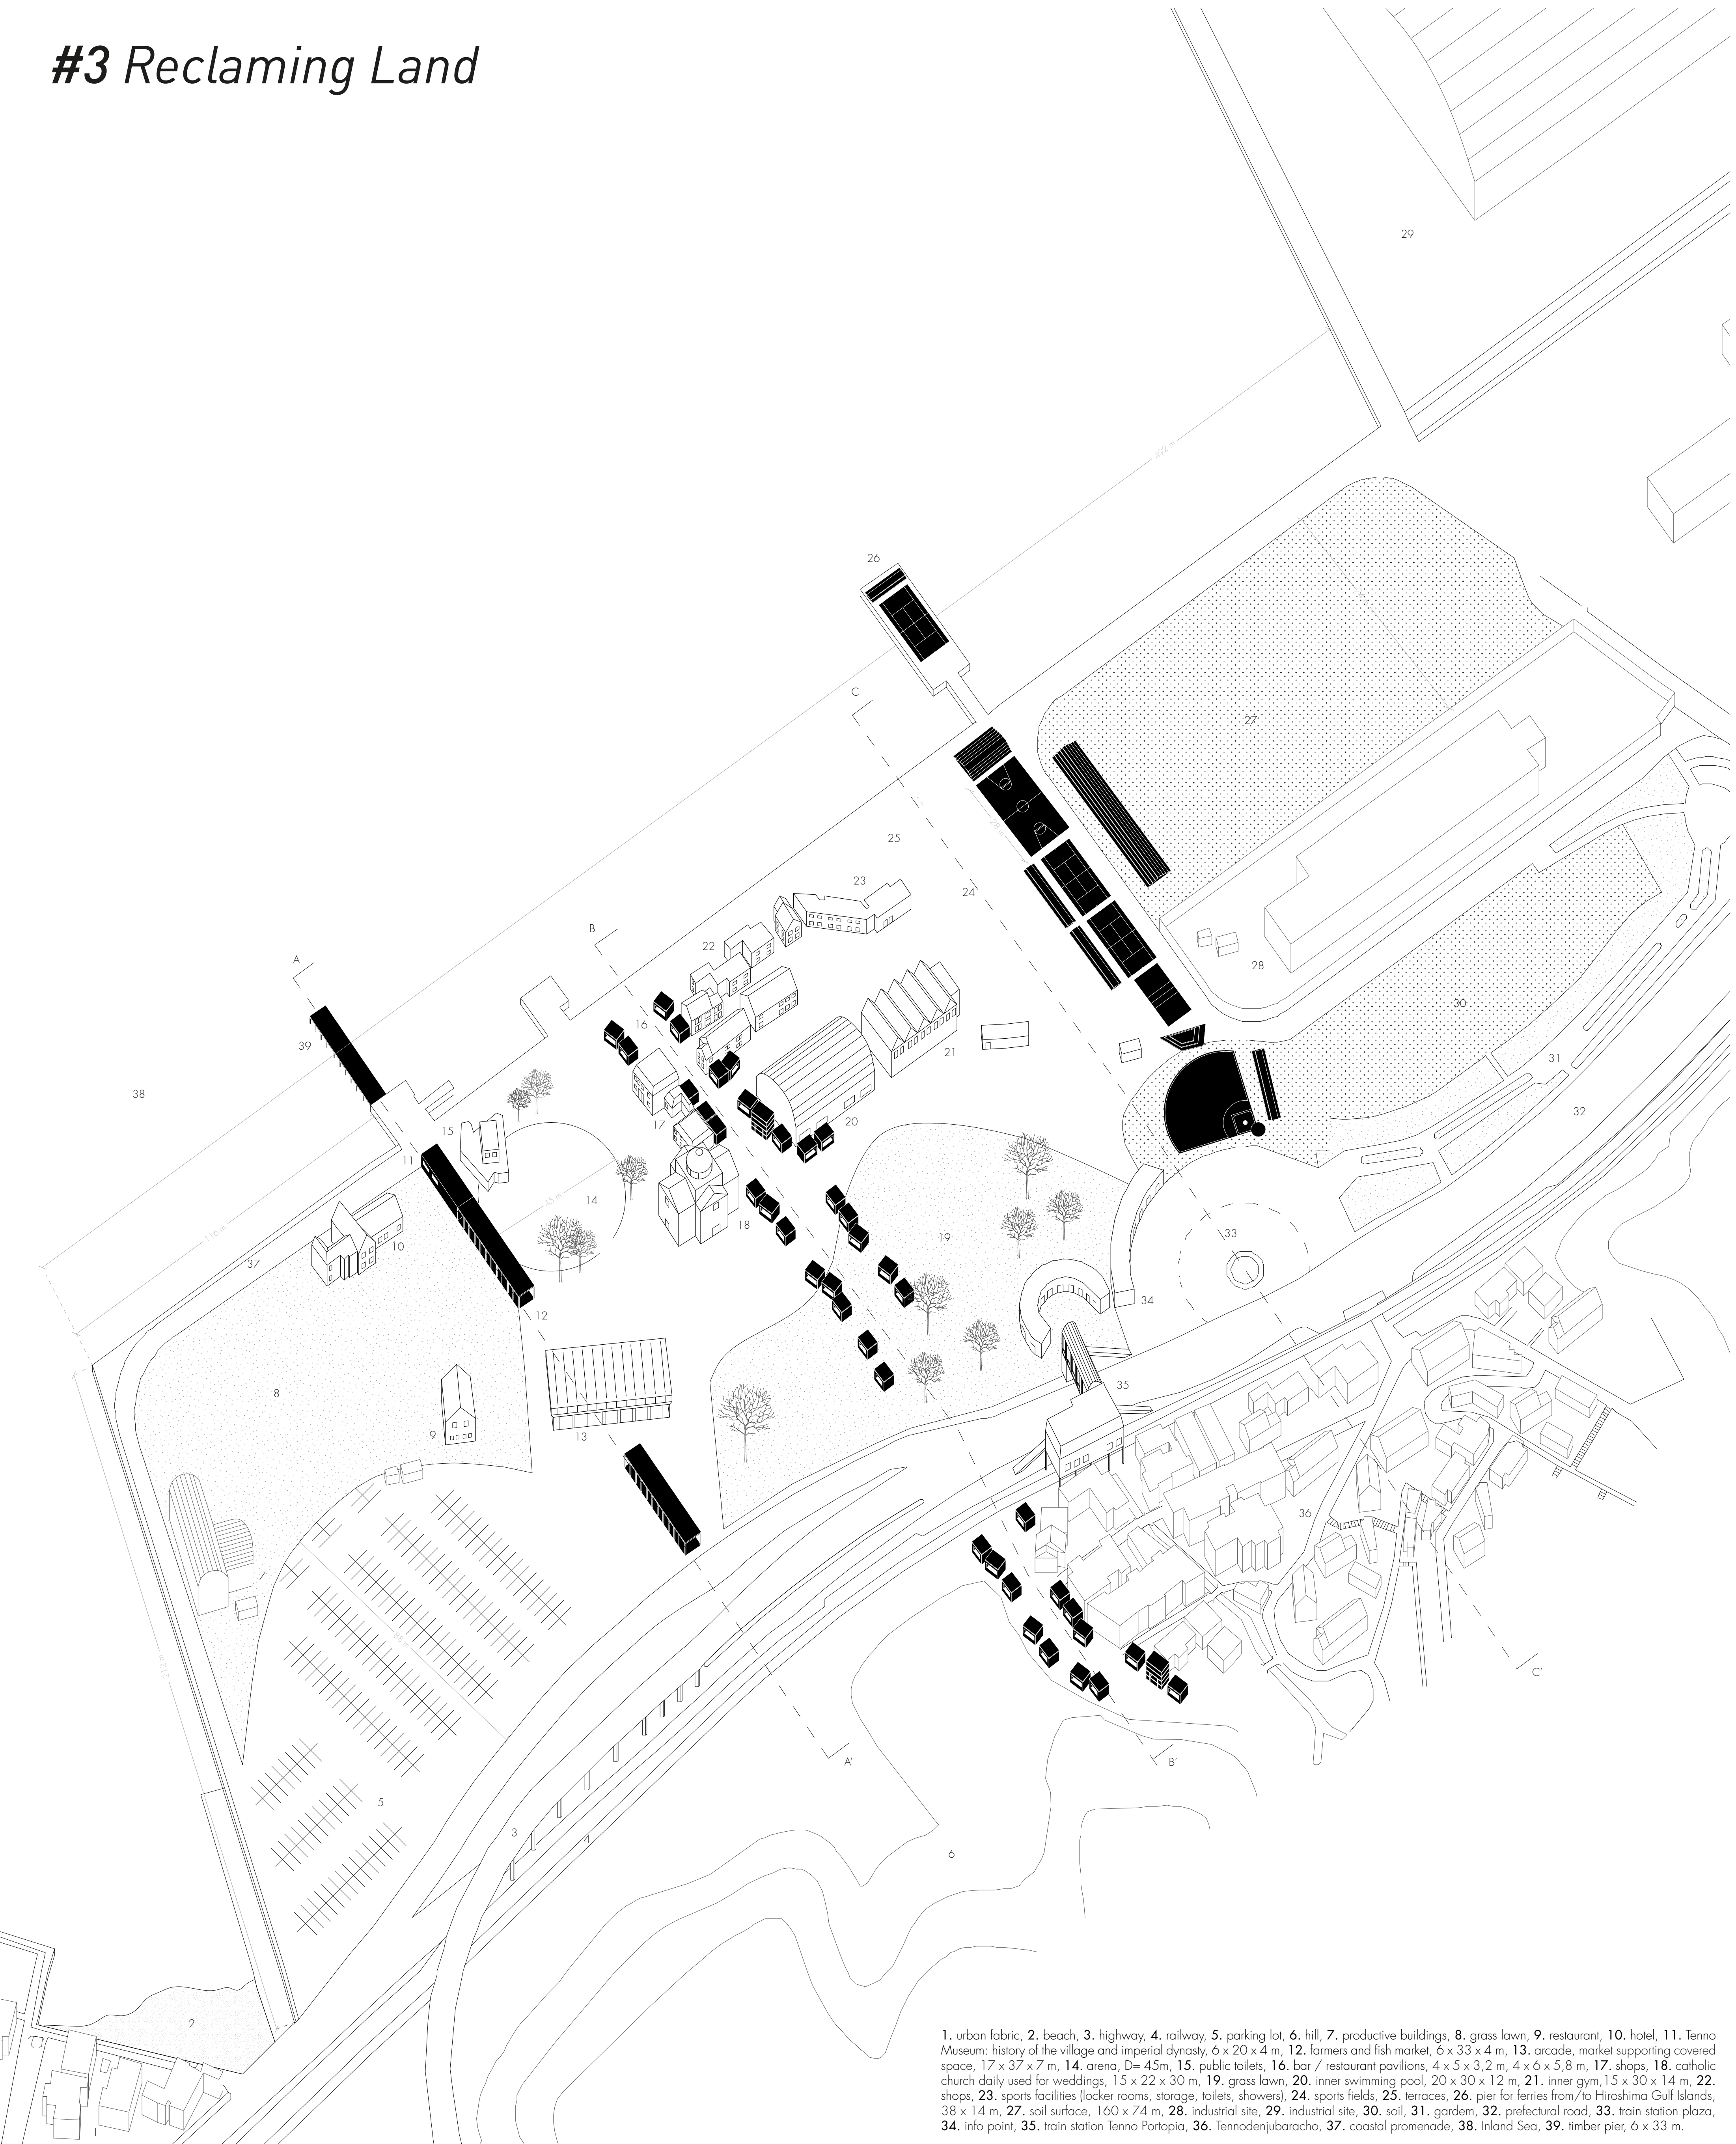 #3 Reclaming Land
29
492 m
26
27
C
25
23
24
B
22
28
A
16
30
39
21
31
38
32
20
15
17
11
14
45 m
18
19
33
116 m
10
37
34
12
35
8
9
13
36
7
88 m
212 m
C'
A'
B'
5
3
4
6
2
1
1. urban fabric, 2. beach, 3. highway, 4. railway, 5. parking lot, 6. hill, 7. productive buildings, 8. grass lawn, 9. restaurant, 10. hotel, 11. Tenno
Museum: history of the village and imperial dynasty, 6 x 20 x 4 m, 12. farmers and fish market, 6 x 33 x 4 m, 13. arcade, market supporting covered
space, 17 x 37 x 7 m, 14. arena, D= 45m, 15. public toilets, 16. bar / restaurant pavilions, 4 x 5 x 3,2 m, 4 x 6 x 5,8 m, 17. shops, 18. catholic
church daily used for weddings, 15 x 22 x 30 m, 19. grass lawn, 20. inner swimming pool, 20 x 30 x 12 m, 21. inner gym,15 x 30 x 14 m, 22.
shops, 23. sports facilities (locker rooms, storage, toilets, showers), 24. sports fields, 25. terraces, 26. pier for ferries from/to Hiroshima Gulf Islands,
38 x 14 m, 27. soil surface, 160 x 74 m, 28. industrial site, 29. industrial site, 30. soil, 31. gardem, 32. prefectural road, 33. train station plaza,
34. info point, 35. train station Tenno Portopia, 36. Tennodenjubaracho, 37. coastal promenade, 38. Inland Sea, 39. timber pier, 6 x 33 m.